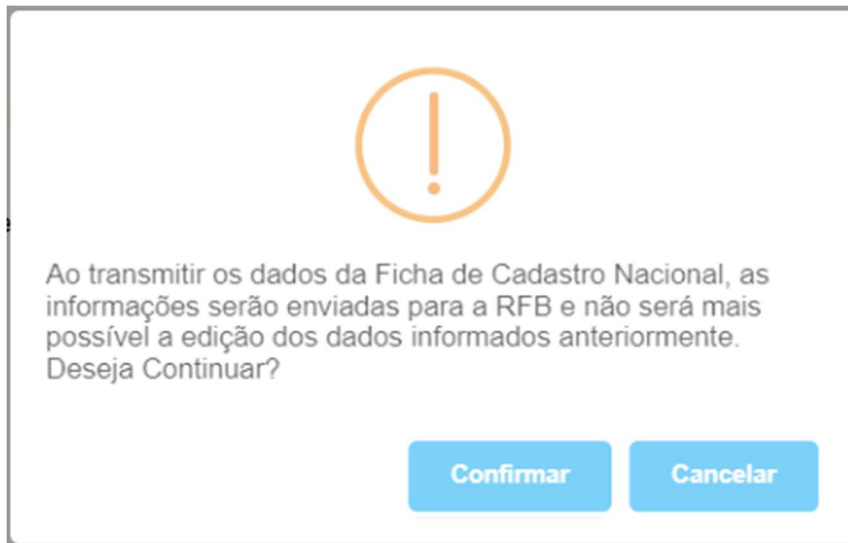 Ao transmitir os dados da Ficha de Cadastro Nacional, as
informações serão enviadas para a RFB e não será mais
possível a edição dos dados informados anteriormente.
Deseja Continuar?
Confirmar
Cancelar